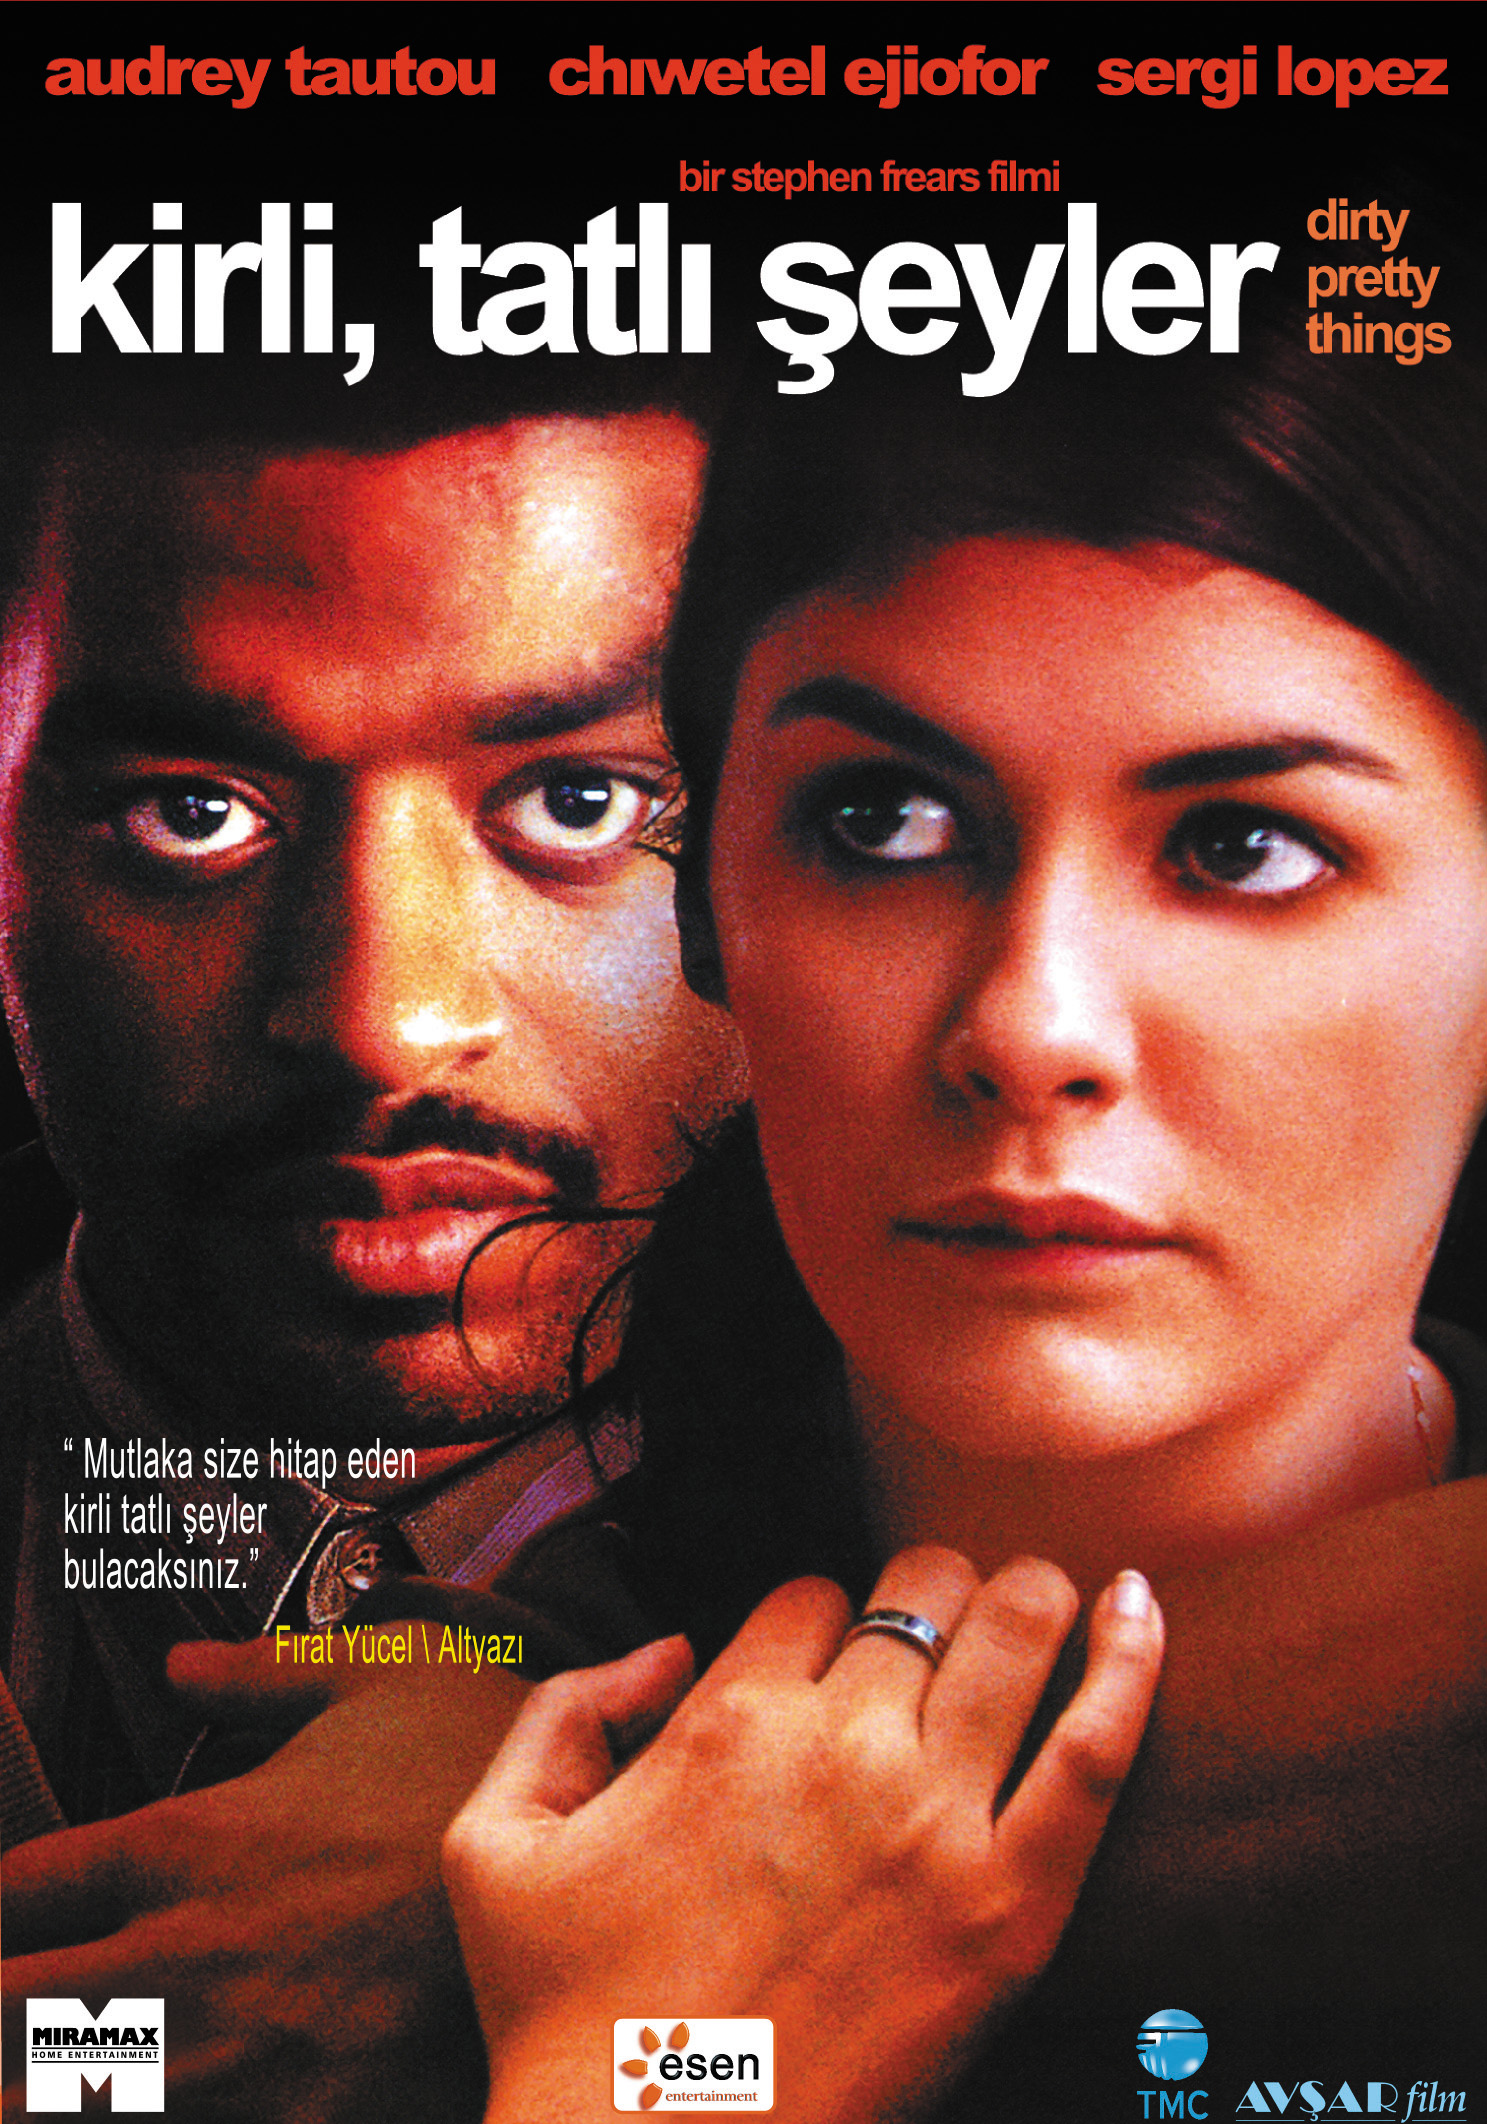 audrey tautou chıwetel ejiofor sergi lopez
bir stephen frears filmi
kirli, tatlı şeyler
dirty
pretty
things
“ Mutlaka size hitap eden
kirli tatlı şeyler
bulacaksınız.”
Fırat Yücel \ Altyazı
MIRAMAX
HOME ENTERTAINMENT
esen
entertainment
TMC
AVŞAR film